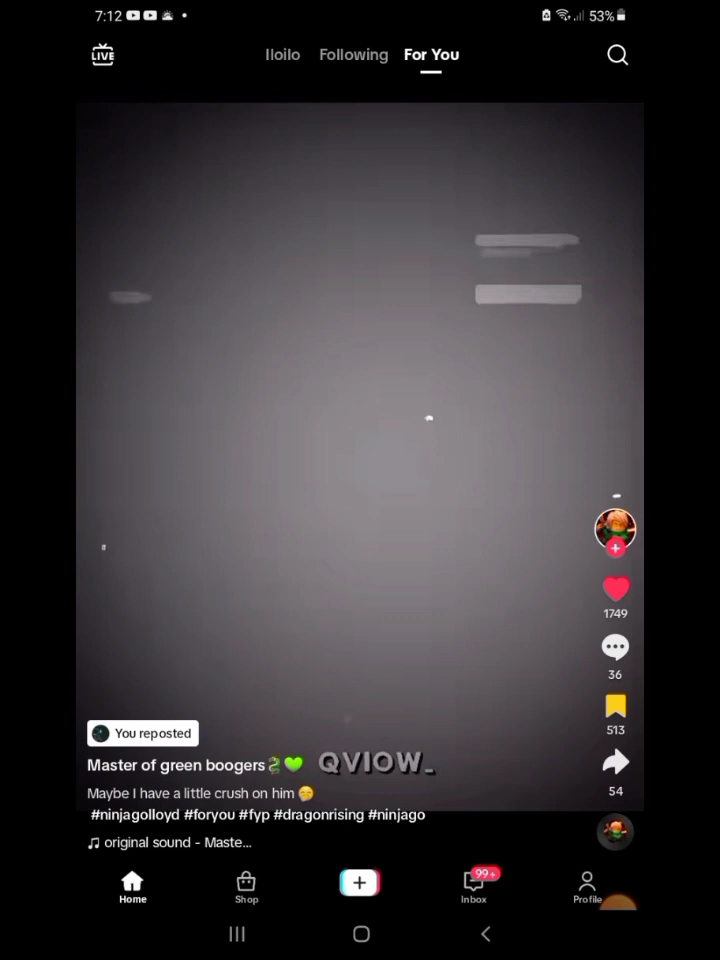 7:12
53%
LIVE
Iloilo Following For You
1749
36
513
54
You reposted
Master of green boogers🐉💚
QVIOW_
Maybe I have a little crush on him 🤭
#ninjagolloyd #foryou #fyp #dragonrising #ninjago
original sound - Maste...
99+
Home Shop Inbox Profile